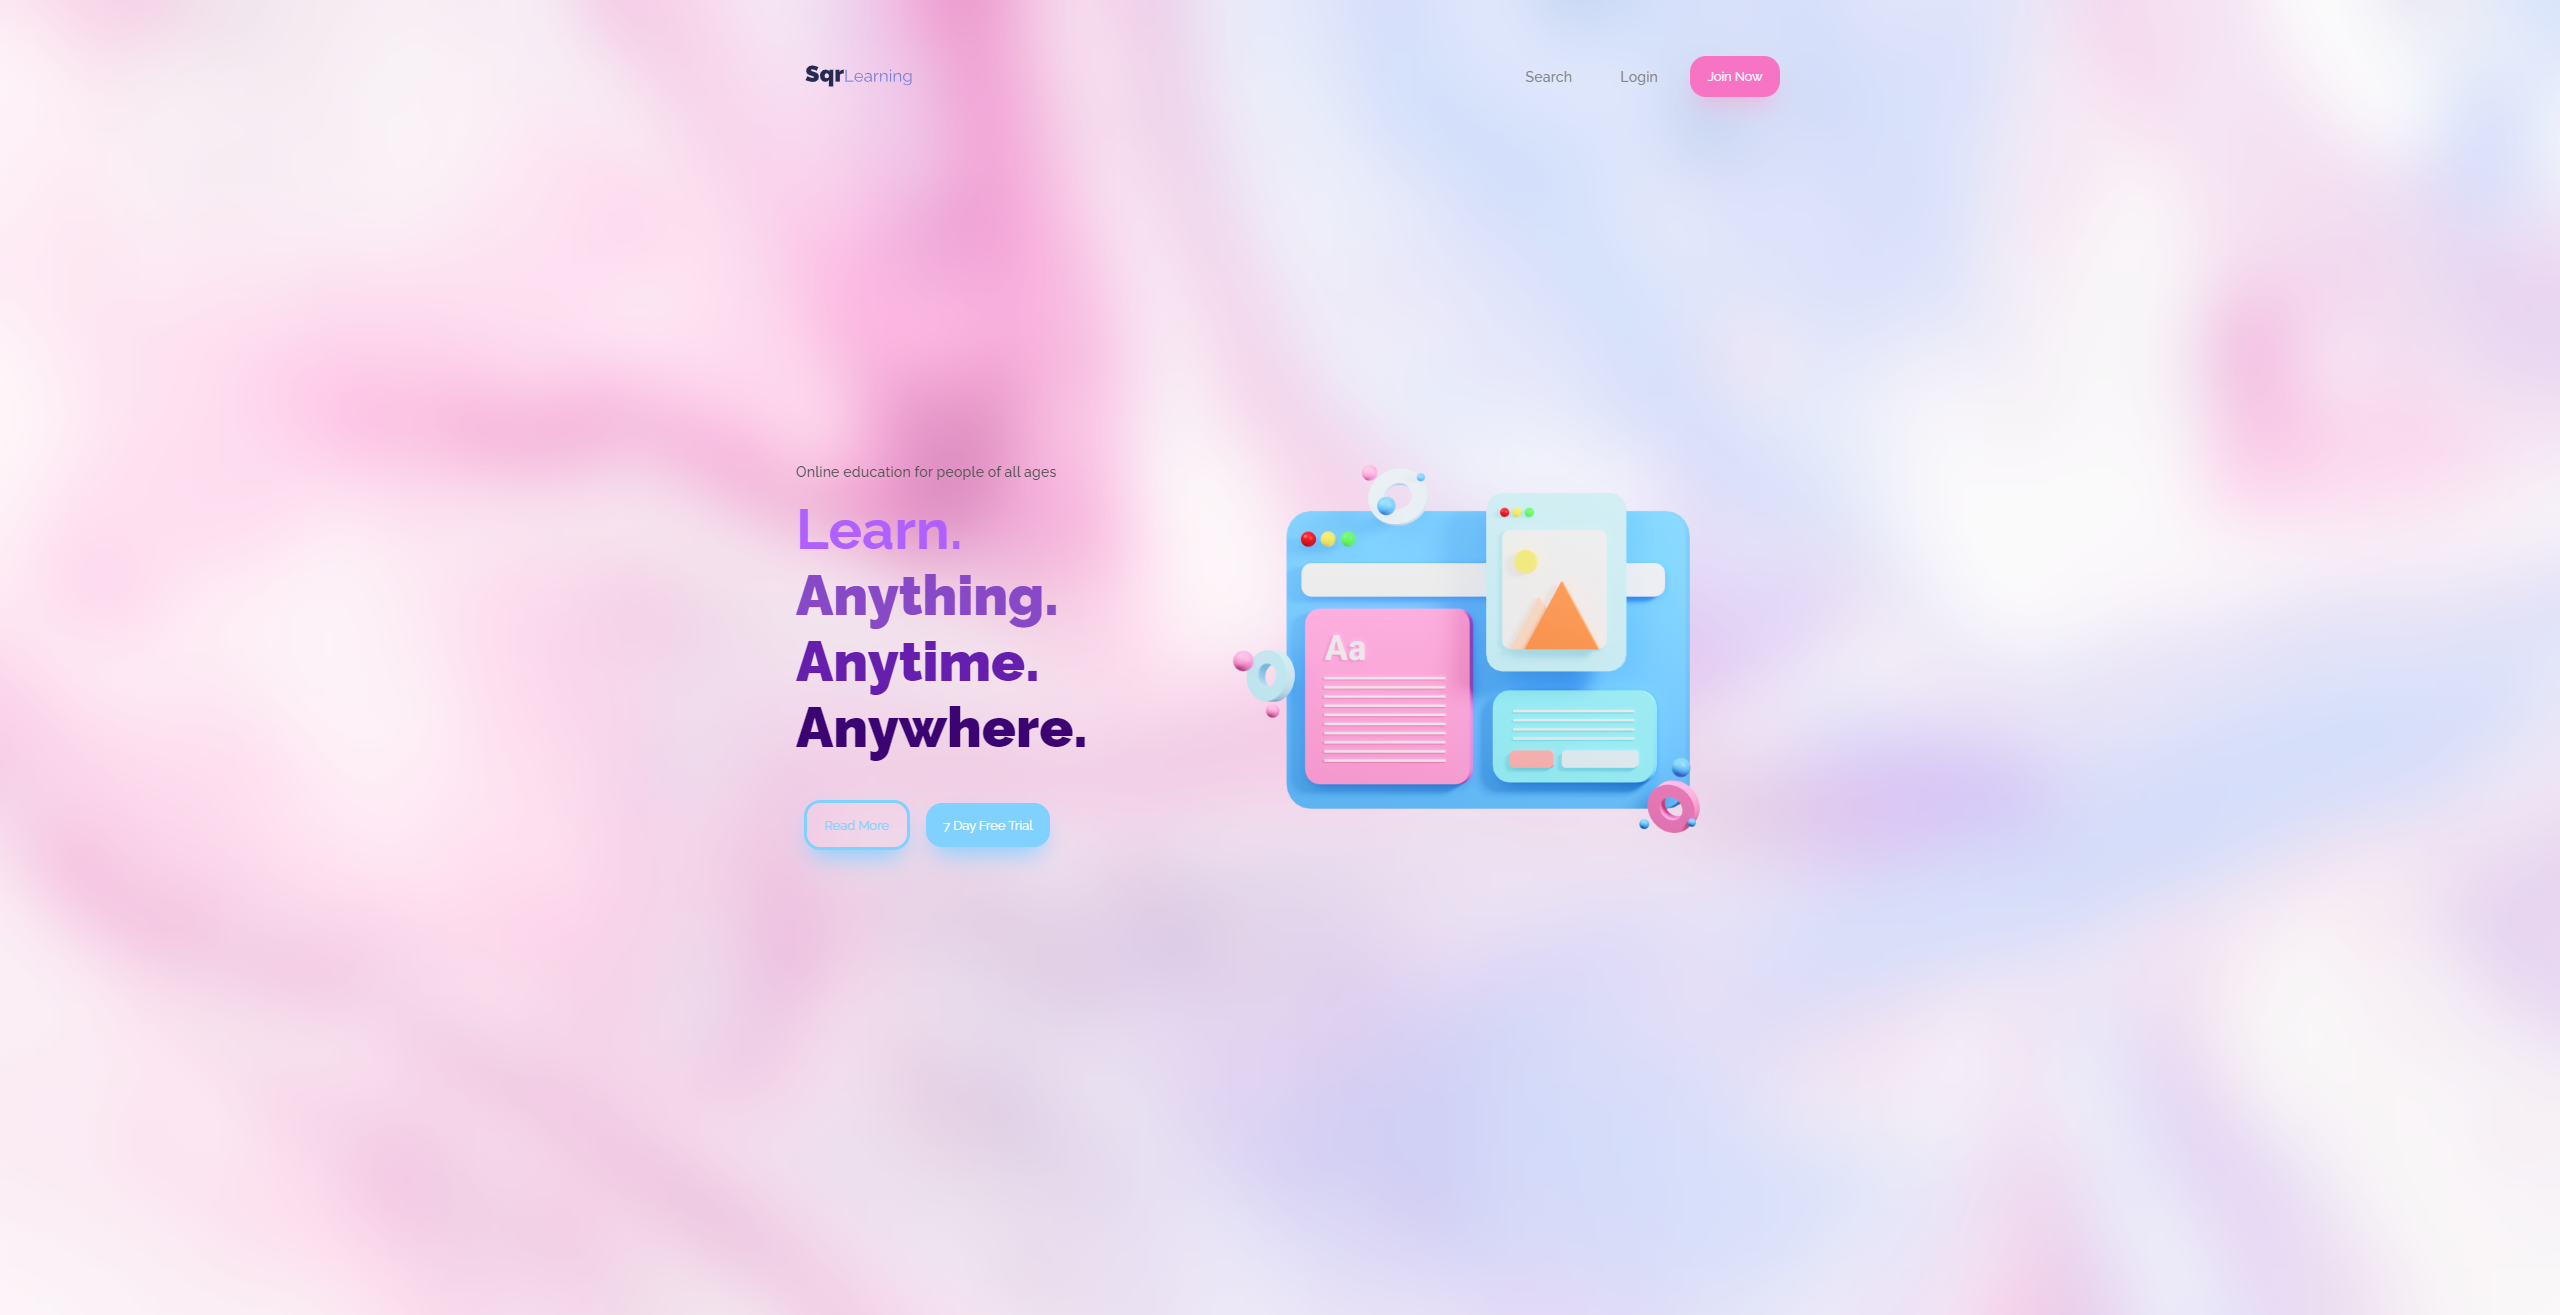 SqrLearning
Search
Login
Join Now
Online education for people of all ages
Learn.
Anything.
Anytime.
Anywhere.
Aa
Read More
7 Day Free Trial